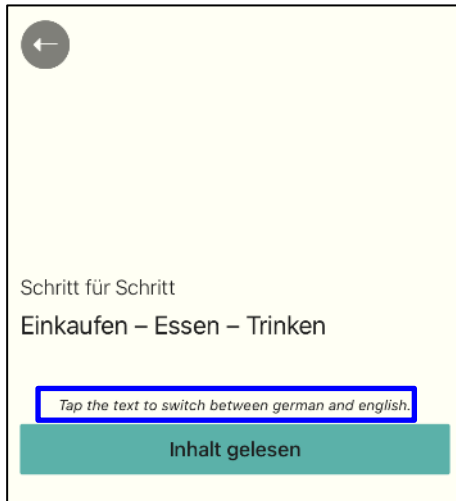 Schritt für Schritt
Einkaufen – Essen – Trinken
Tap the text to switch between german and english.
Inhalt gelesen